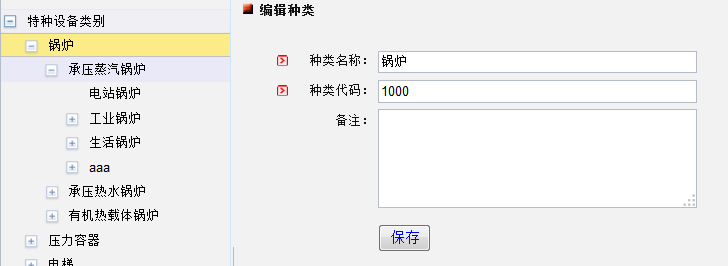 特种设备类别
锅炉
承压蒸汽锅炉
电站锅炉
工业锅炉
生活锅炉
aaa
承压热水锅炉
有机热载体锅炉
压力容器
电梯
编辑种类
种类名称：锅炉
种类代码：1000
备注：
保存